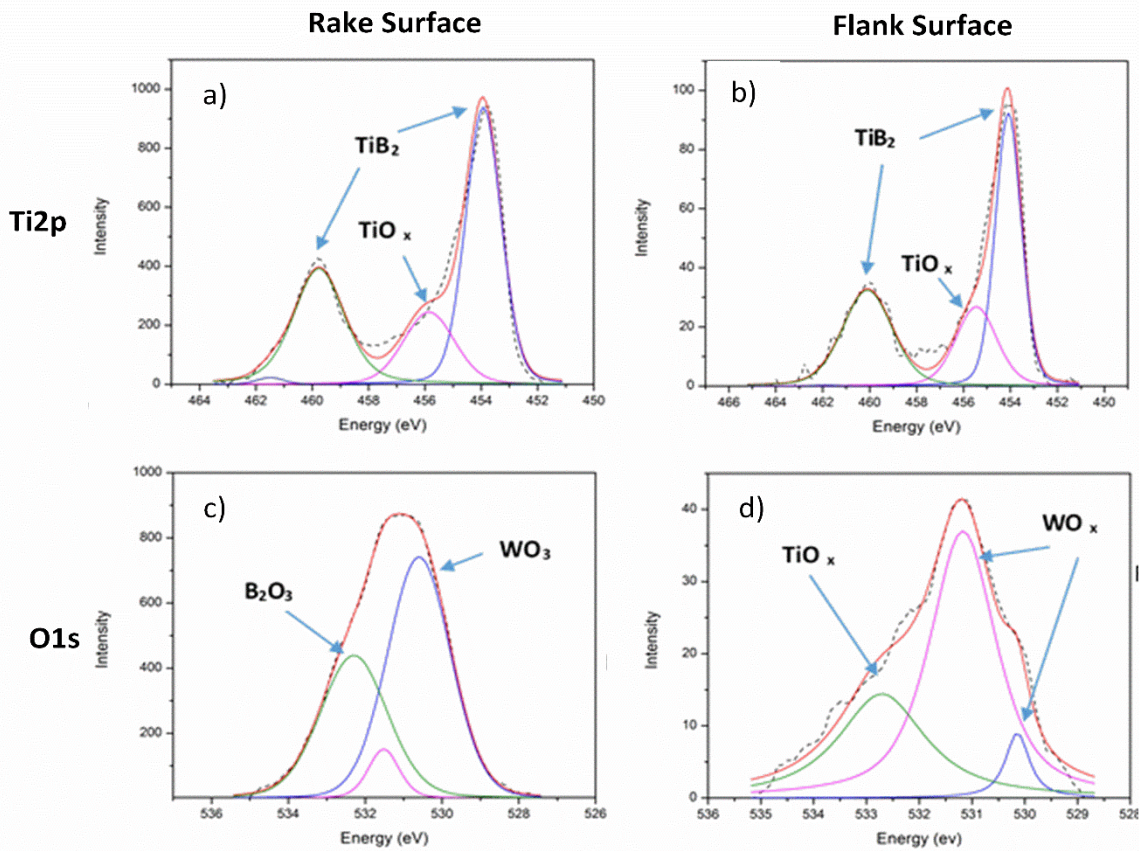 Rake Surface
Flank Surface
Ti2p
a)
1000
800
600
400
200
0
Intensity
TiB₂
TiO x
464 462 460 458 456 454 452 450
Energy (eV)
b)
100
80
60
40
20
0
Intensity
TiB₂
TiO x
466 464 462 460 458 456 454 452 450
Energy (eV)
O1s
c)
1000
800
600
400
200
Intensity
B₂O₃
WO₃
536 534 532 530 528 526
Energy (eV)
d)
40
30
20
10
0
Intensity
TiO x
WO x
536 535 534 533 532 531 530 529 528
Energy (ev)